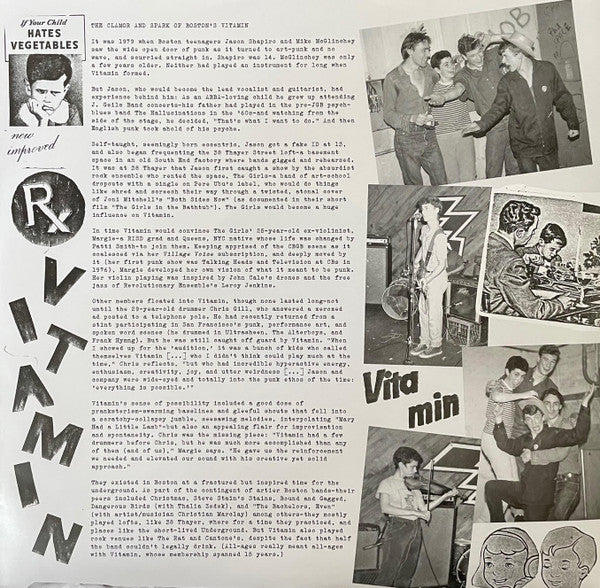 If Your Child
HATES
VEGETABLES
new
improved
Rx
VITAMIN
THE CLAMOR AND SPARK OF BOSTON'S VITAMIN
It was 1979 when Boston teenagers Jason Shapiro and Mike McGlinchey
saw the wide open door of punk as it turned to art-punk and no
wave, and scurried straight in. Shapiro was 14. McGlinchey was only
a few years older. Neither had played an instrument for long when
Vitamin formed.
But Jason, who would become the lead vocalist and guitarist, had
experience behind him: as an ABBA-loving child he grew up attending
J. Geils Band concerts—his father had played in the pre-JGB psych-
blues band The Hallucinations in the '60s—and watching from the
side of the stage, he decided, "That's what I want to do." And then
English punk took ahold of his psyche.
Self-taught, seemingly born eccentric, Jason got a fake ID at 13,
and also began frequenting the 38 Thayer Street loft—a basement
space in an old South End factory where bands gigged and rehearsed.
It was at 38 Thayer that Jason first caught a show by the absurdist
rock ensemble who rented the space, The Girls—a band of art-school
dropouts with a single on Pere Ubu's label, who would do things
like shred and screech their way through a twisted, atonal cover
of Joni Mitchell's "Both Sides Now" (as documented in their short
film "The Girls in the Bathtub"). The Girls would become a huge
influence on Vitamin.
In time Vitamin would convince The Girls' 25-year-old ex-violinist,
Margie—a RISD grad and Queens, NYC native whose life was changed by
Patti Smith—to join them. Keeping apprised of the CBGB scene as it
coalesced via her Village Voice subscription, and deeply moved by
it (her first punk show was Talking Heads and Television at CBs in
1976), Margie developed her own vision of what it meant to be punk.
Her violin playing was inspired by John Cale's drones and the free
jazz of Revolutionary Ensemble's Leroy Jenkins.
Other members floated into Vitamin, though none lasted long—not
until the 29-year-old drummer Chris Gill, who answered a xeroxed
ad posted to a telephone pole. He had recently returned from a
stint participating in San Francisco's punk, performance art, and
spoken word scenes (he drummed in Ultrasheen, The Alterboys, and
Frank Hymng). But he was still caught off guard by Vitamin. "When
I showed up for the 'audition,' it was a bunch of kids who called
themselves Vitamin [...] who I didn't think could play much at the
time," Chris reflects, "but who had incredible hyperactive energy,
enthusiasm, creativity, joy, and utter weirdness [...] Jason and
company were wide-eyed and totally into the punk ethos of the time:
'everything is possible.'"
Vitamin's sense of possibility included a good dose of
pranksterism—warming basslines and gleeful shouts that fell into
a scratchy-collapsy jumble, seesawing melodies, interpolating "Mary
Had a Little Lamb"—but also an appealing flair for improvisation
and spontaneity. Chris was the missing piece: "Vitamin had a few
drummers before Chris, but he was much more accomplished than any
of them (and of us)," Margie says. "He gave us the reinforcement
we needed and elevated our sound with his creative yet solid
approach."
They existed in Boston at a fractured but inspired time for the
underground. As part of the contingent of artier Boston bands—their
peers included Christmas, Steve Stain's Stains, Bound and Gagged,
Dangerous Birds (with Thalia Zedek), and "The Bachelors, Even"
(with artist/musician Christian Marclay) among others—they mostly
played lofts, like 38 Thayer, where for a time they practiced, and
places like the short-lived Underground. But Vitamin also played
rock venues like The Rat and Cantone's, despite the fact that half
the band couldn't legally drink. (All-ages really meant all-ages
with Vitamin, whose membership spanned 15 years.)
Vita
min